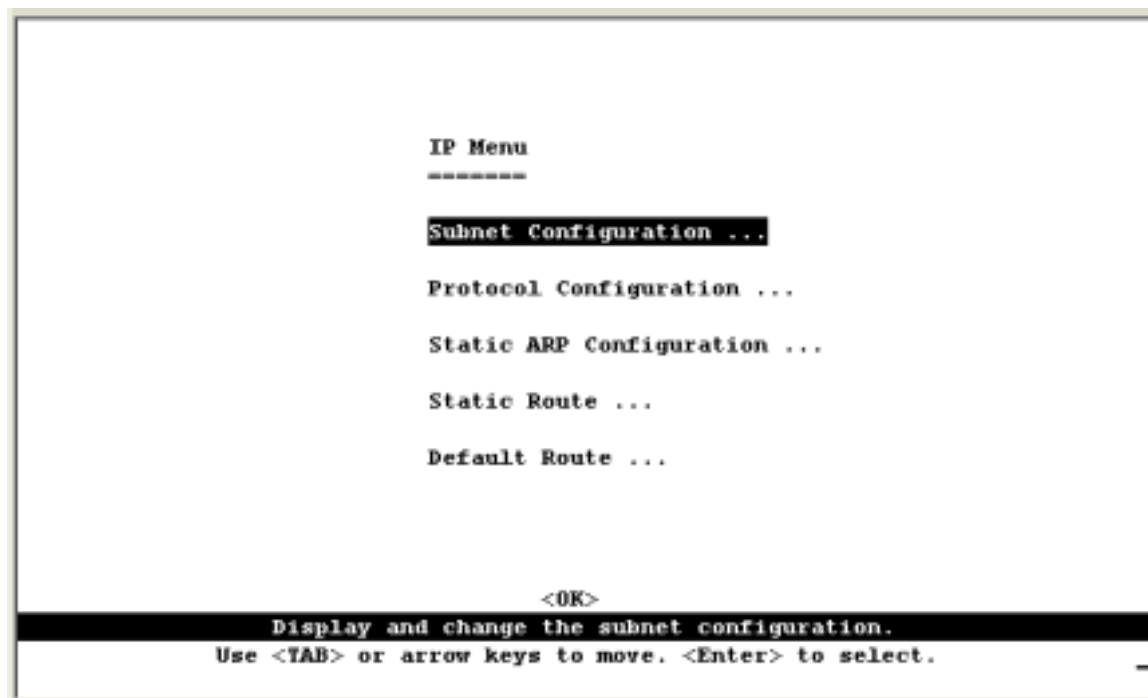 IP Menu
=======
Subnet Configuration ...
Protocol Configuration ...
Static ARP Configuration ...
Static Route ...
Default Route ...
<OK>
Display and change the subnet configuration.
Use <TAB> or arrow keys to move. <Enter> to select.